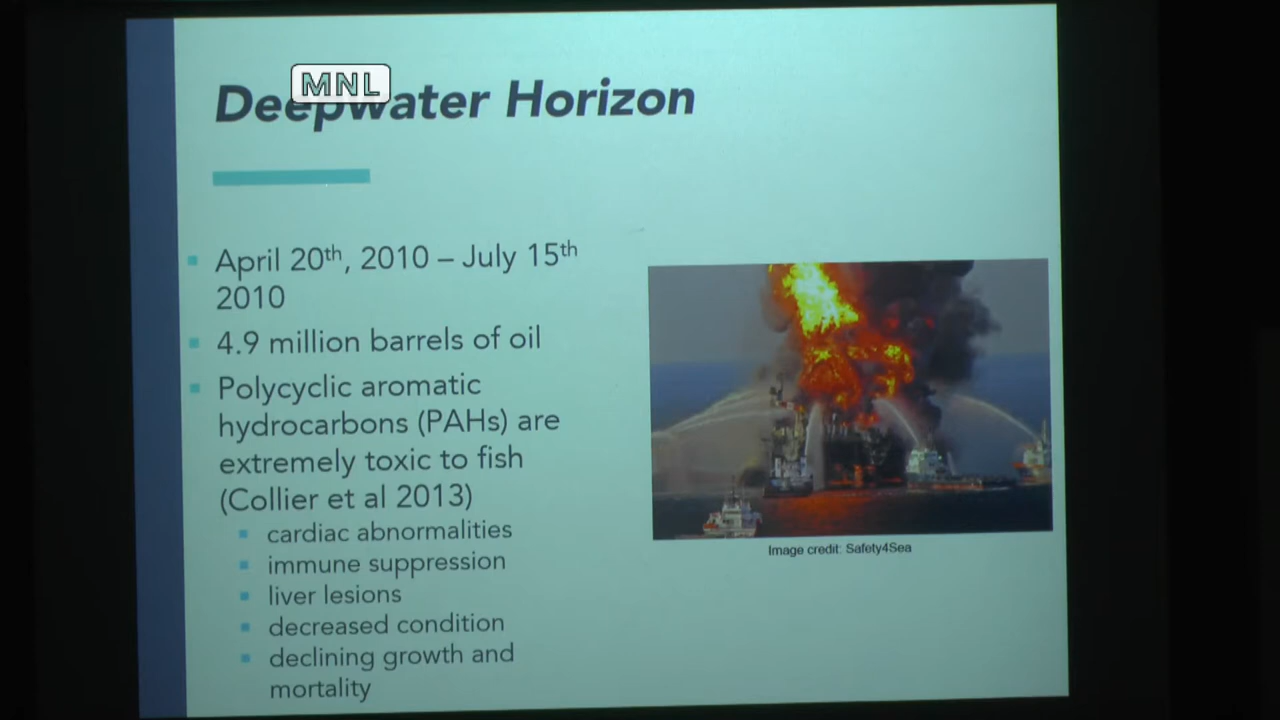 MNL
Deepwater Horizon
April 20th, 2010 – July 15th
2010
4.9 million barrels of oil
Polycyclic aromatic
hydrocarbons (PAHs) are
extremely toxic to fish
(Collier et al 2013)
cardiac abnormalities
immune suppression
liver lesions
decreased condition
declining growth and
mortality
Image credit: Safety4Sea